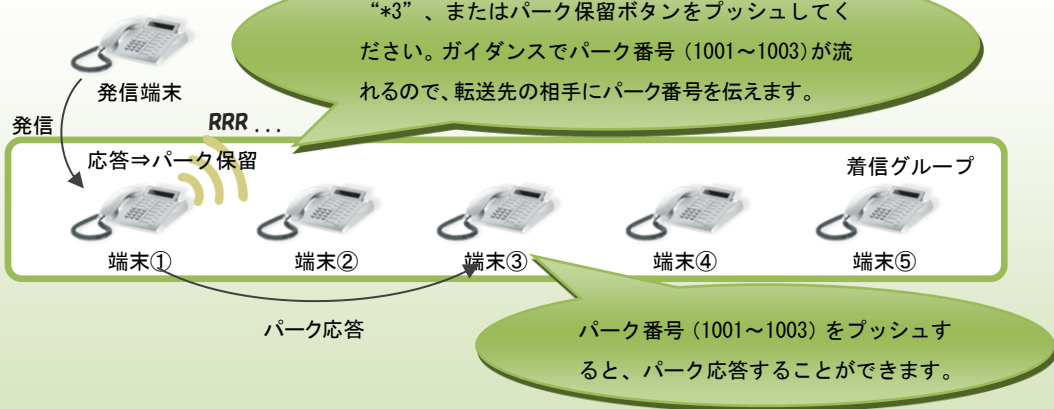 “*3”、またはパーク保留ボタンをプッシュしてく
ださい。ガイダンスでパーク番号（1001～1003）が流
れるので、転送先の相手にパーク番号を伝えます。
発信端末
発信
RRR ...
応答⇒パーク保留
着信グループ
端末①
端末②
端末③
端末④
端末⑤
パーク応答
パーク番号（1001～1003）をプッシュす
ると、パーク応答することができます。